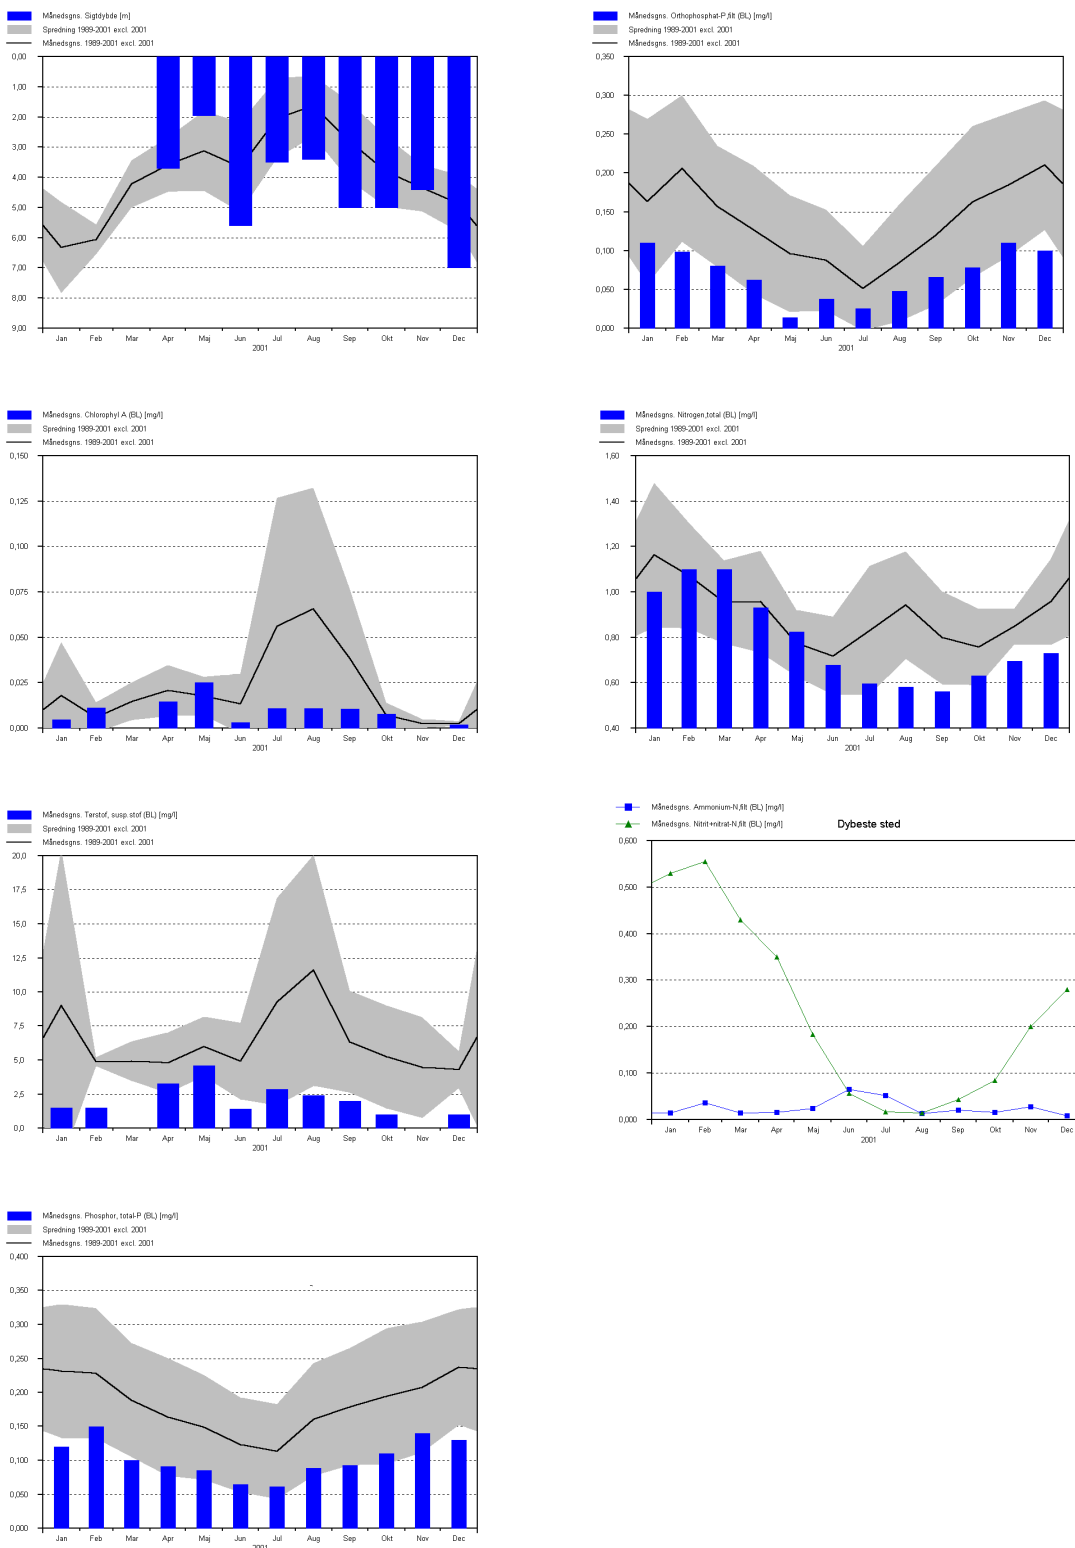 Månedsgns. Sigtdybde [m]
Spredning 1989-2001 excl. 2001
Månedsgns. 1989-2001 excl. 2001
0,00
1,00
2,00
3,00
4,00
5,00
6,00
7,00
8,00
9,00
Jan Feb Mar Apr Maj Jun Jul Aug Sep Okt Nov Dec
2001
Månedsgns. Orthophosphat-P,filt (BL) [mg/l]
Spredning 1989-2001 excl. 2001
Månedsgns. 1989-2001 excl. 2001
0,350
0,300
0,250
0,200
0,150
0,100
0,050
0,000
Jan Feb Mar Apr Maj Jun Jul Aug Sep Okt Nov Dec
2001
Månedsgns. Chlorophyl A (BL) [mg/l]
Spredning 1989-2001 excl. 2001
Månedsgns. 1989-2001 excl. 2001
0,150
0,125
0,100
0,075
0,050
0,025
0,000
Jan Feb Mar Apr Maj Jun Jul Aug Sep Okt Nov Dec
2001
Månedsgns. Nitrogen,total (BL) [mg/l]
Spredning 1989-2001 excl. 2001
Månedsgns. 1989-2001 excl. 2001
1,60
1,40
1,20
1,00
0,80
0,60
0,40
Jan Feb Mar Apr Maj Jun Jul Aug Sep Okt Nov Dec
2001
Månedsgns. Tørstof, susp.stof (BL) [mg/l]
Spredning 1989-2001 excl. 2001
Månedsgns. 1989-2001 excl. 2001
20,0
17,5
15,0
12,5
10,0
7,5
5,0
2,5
0,0
Jan Feb Mar Apr Maj Jun Jul Aug Sep Okt Nov Dec
2001
Månedsgns. Ammonium-N,filt (BL) [mg/l]
Månedsgns. Nitrit+nitrat-N,filt (BL) [mg/l]
Dybeste sted
0,600
0,500
0,400
0,300
0,200
0,100
0,000
Jan Feb Mar Apr Maj Jun Jul Aug Sep Okt Nov Dec
2001
Månedsgns. Phosphor, total-P (BL) [mg/l]
Spredning 1989-2001 excl. 2001
Månedsgns. 1989-2001 excl. 2001
0,400
0,350
0,300
0,250
0,200
0,150
0,100
0,050
0,000
Jan Feb Mar Apr Maj Jun Jul Aug Sep Okt Nov Dec
2001